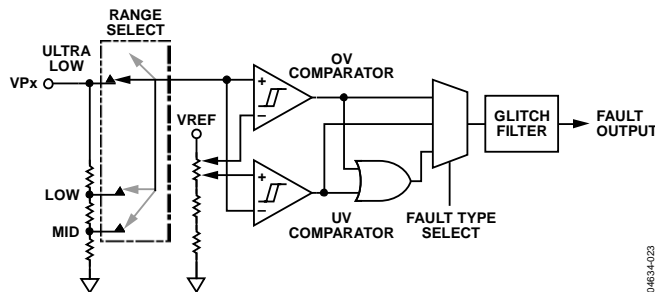 RANGE
SELECT
ULTRA
LOW
VPx
LOW
MID
VREF
+
–
+
–
OV
COMPARATOR
UV
COMPARATOR
FAULT TYPE
SELECT
GLITCH
FILTER
FAULT
OUTPUT
04634-023